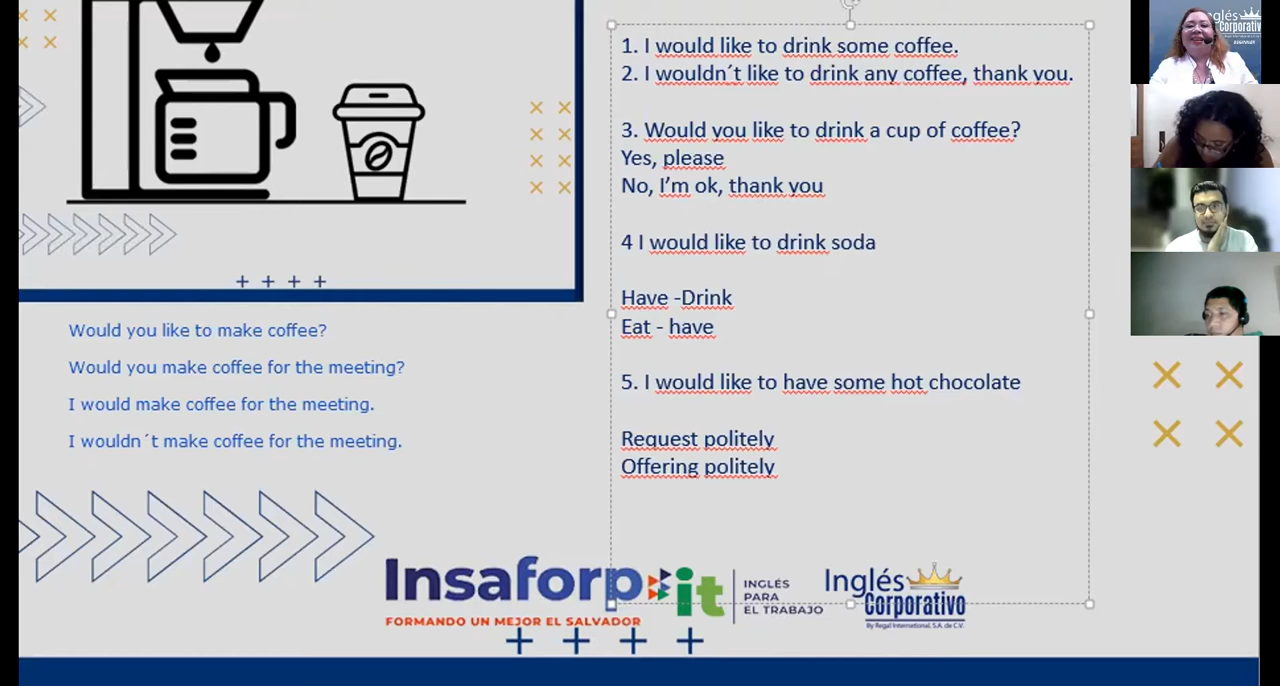 1. I would like to drink some coffee.
2. I wouldn´t like to drink any coffee, thank you.
3. Would you like to drink a cup of coffee?
Yes, please
No, I'm ok, thank you
4 I would like to drink soda
Have -Drink
Eat - have
5. I would like to have some hot chocolate
Request politely
Offering politely
Would you like to make coffee?
Would you make coffee for the meeting?
I would make coffee for the meeting.
I wouldn´t make coffee for the meeting.
Insaforp
FORMANDO UN MEJOR EL SALVADOR
it
INGLÉS
PARA
EL TRABAJO
Inglés
Corporativo
By Regal International, S.A. de C.V.
nglés
Corporativo